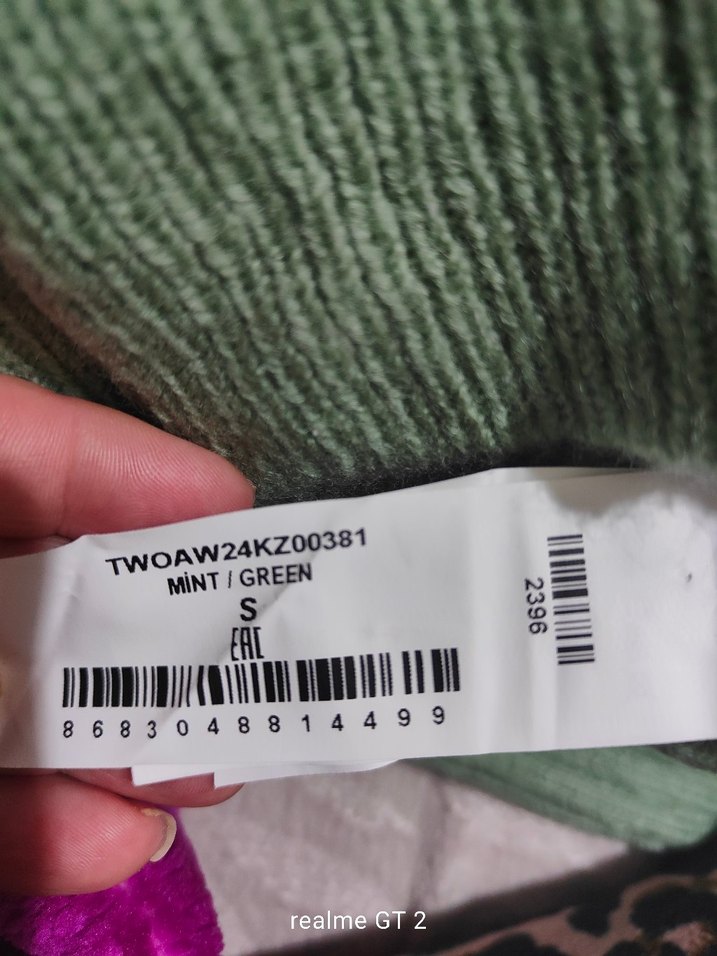 TWOAW24KZ00381
MİNT / GREEN
S
EAC
8683048814499
2396
realme GT 2